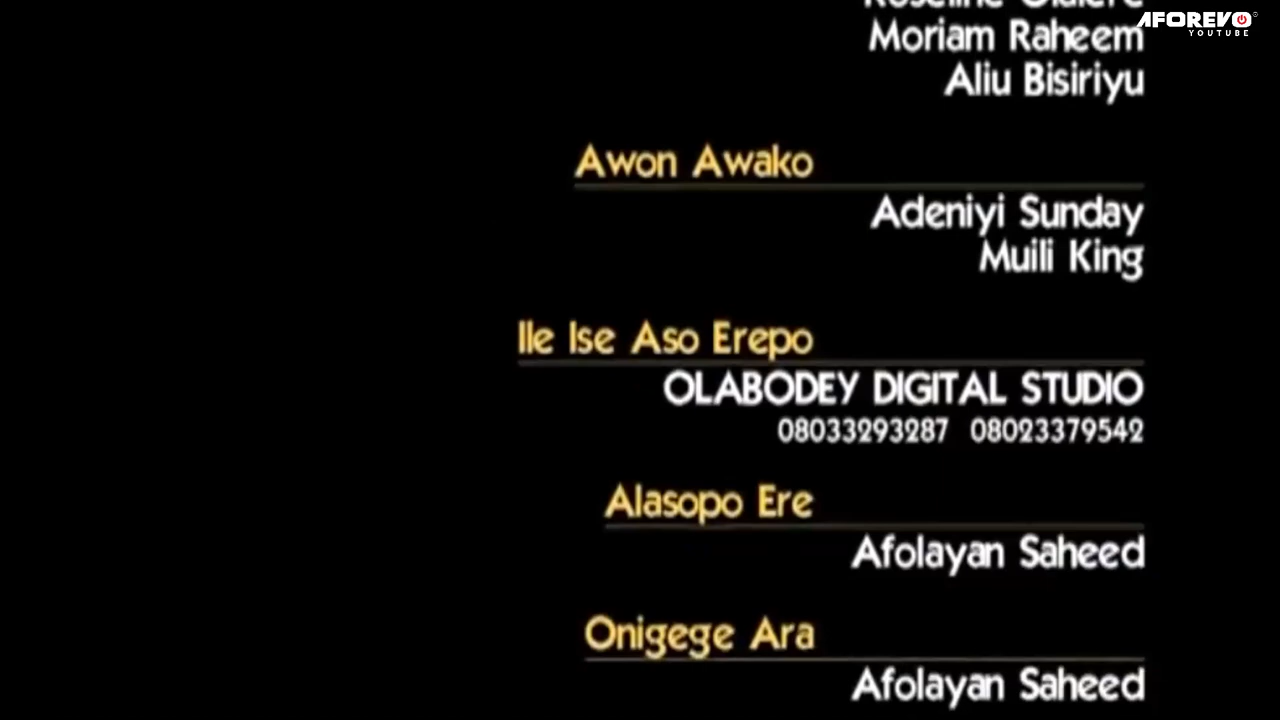 AFOREVO
YOUTUBE
Moriam Raheem
Aliu Bisiriyu
Awon Awako
Adeniyi Sunday
Muili King
Ile Ise Aso Erepo
OLABODEY DIGITAL STUDIO
08033293287 08023379542
Alasopo Ere
Afolayan Saheed
Onigege Ara
Afolayan Saheed